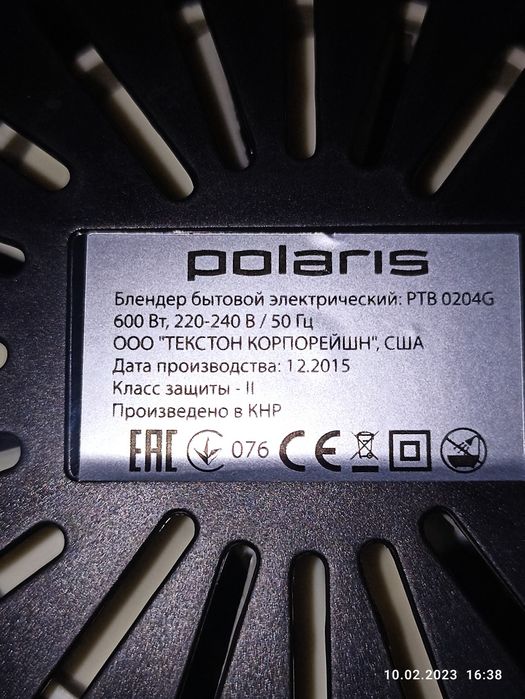 polaris
Блендер бытовой электрический: PTB 0204G
600 Вт, 220-240 В / 50 Гц
ООО "ТЕКСТОН КОРПОРЕЙШН", США
Дата производства: 12.2015
Класс защиты - II
Произведено в КНР
EAC 076 CE
10.02.2023 16:38